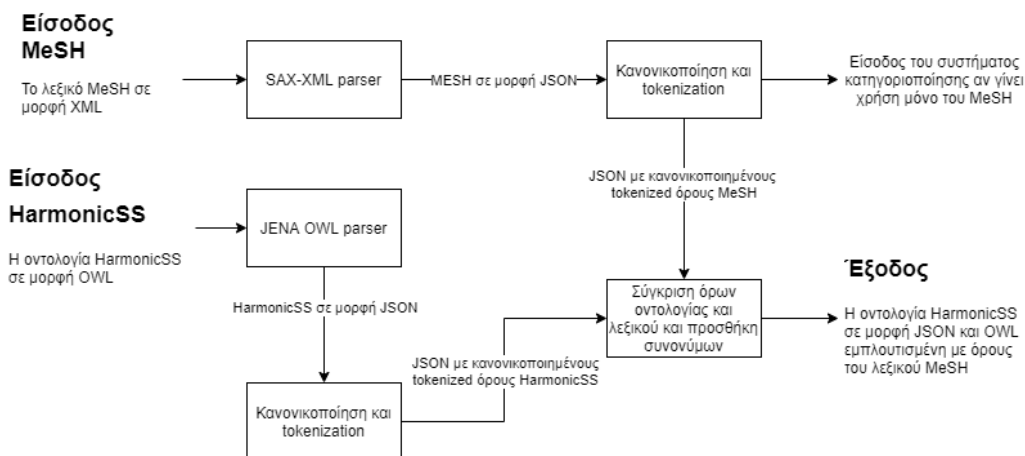 Είσοδος
MeSH
Το λεξικό MeSH σε
μορφή XML
SAX-XML parser
MESH σε μορφή JSON
Κανονικοποίηση και
tokenization
Είσοδος του συστήματος
κατηγοριοποίησης αν γίνει
χρήση μόνο του MeSH
JSON με κανονικοποιημένους
tokenized όρους MeSH
Είσοδος
HarmonicSS
Η οντολογία HarmonicSS
σε μορφή OWL
JENA OWL parser
HarmonicSS σε μορφή JSON
Κανονικοποίηση και
tokenization
JSON με κανονικοποιημένους
tokenized όρους HarmonicSS
Σύγκριση όρων
οντολογίας και
λεξικού και προσθήκη
συνονύμων
Έξοδος
Η οντολογία HarmonicSS
σε μορφή JSON και OWL
εμπλουτισμένη με όρους
του λεξικού MeSH